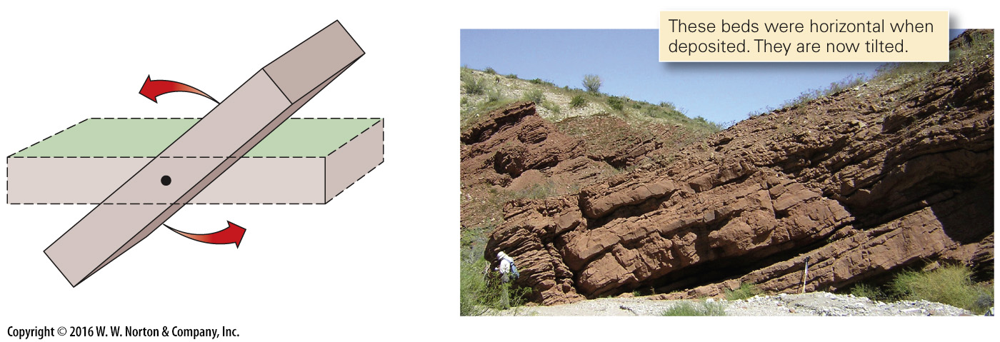 These beds were horizontal when
deposited. They are now tilted.
Copyright © 2016 W. W. Norton & Company, Inc.